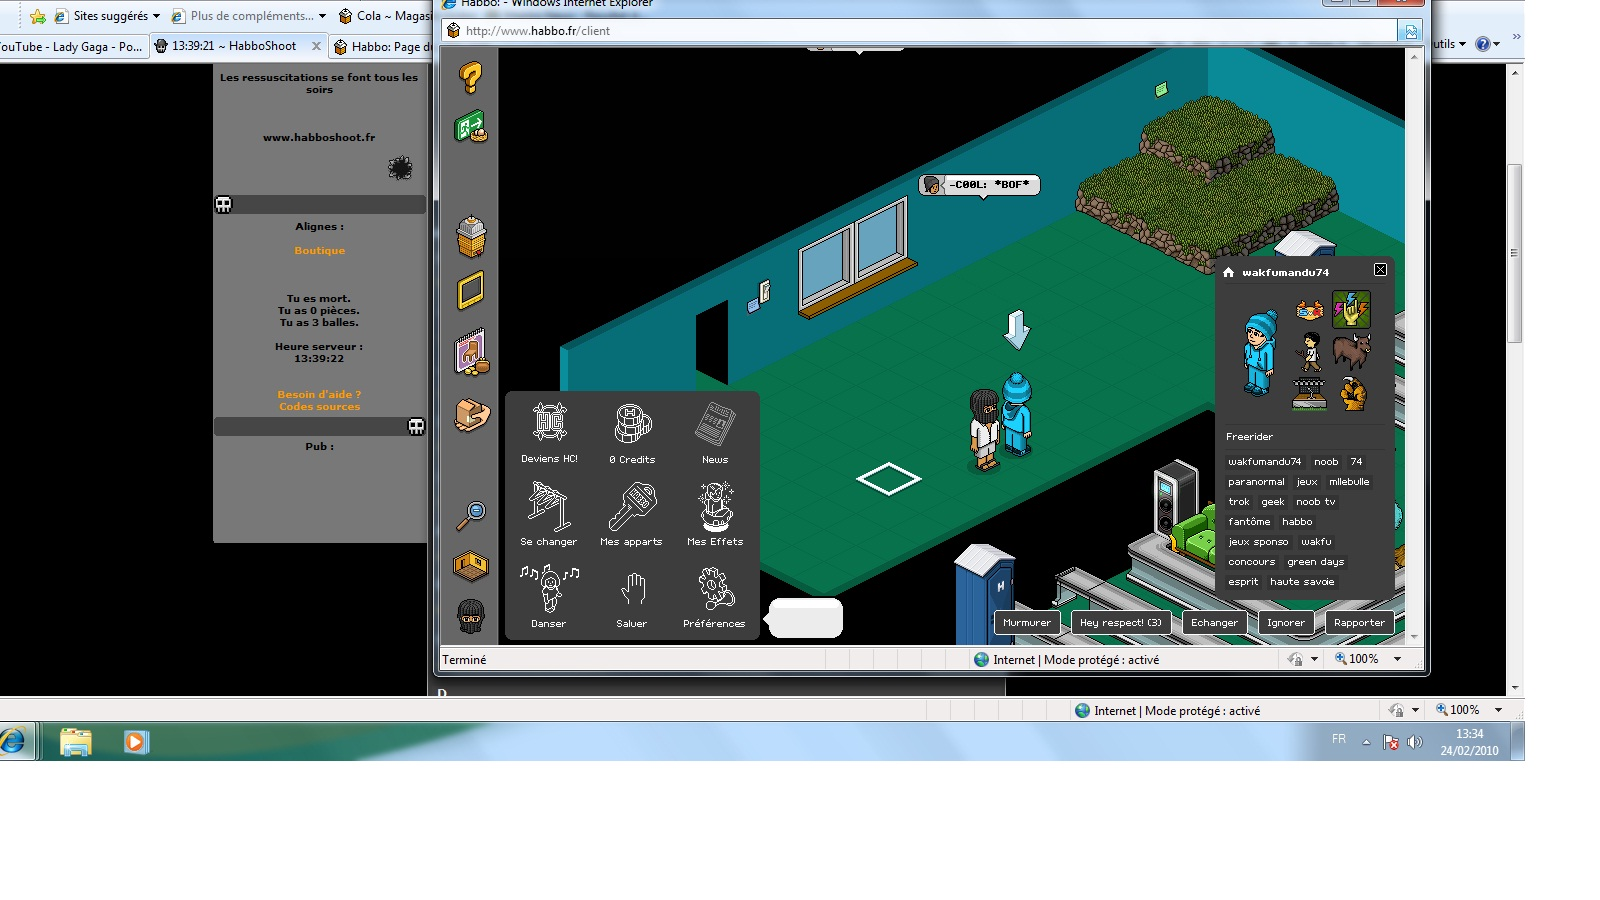 Sites suggérés
Plus de compléments...
Cola ~ Magasi
YouTube - Lady Gaga - Po...
13:39:21 ~ HabboShoot
Habbo: Page d
utils
Les ressuscitations se font tous les
soirs
www.habboshoot.fr
Alignes :
Boutique
Tu es mort.
Tu as 0 pièces.
Tu as 3 balles.
Heure serveur :
13:39:22
Besoin d'aide ?
Codes sources
Pub :
Habbo: - Windows Internet Explorer
http://www.habbo.fr/client
-C00L: *BOF*
HC
Deviens HC!
0 Credits
News
Se changer
Mes apparts
Mes Effets
Danser
Saluer
Préférences
H
wakfumandu74
Freerider
wakfumandu74 noob 74
paranormal jeux mllebulle
trok geek noob tv
fantôme habbo
jeux sponso wakfu
concours green days
esprit haute savoie
Murmurer
Hey respect! (3)
Echanger
Ignorer
Rapporter
Terminé
Internet | Mode protégé : activé
100%
D
Internet | Mode protégé : activé
100%
FR
13:34
24/02/2010